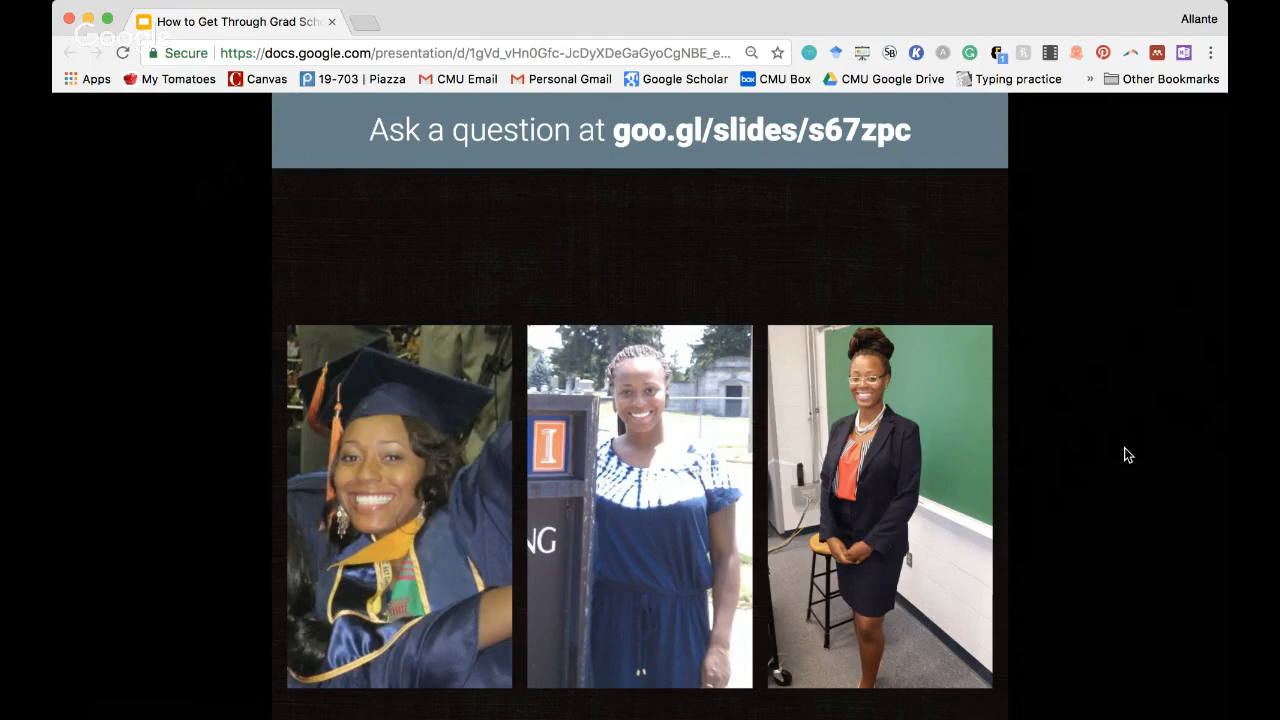 How to Get Through Grad Sch
Allante
Google
Secure
https://docs.google.com/presentation/d/1gVd_vHn0Gfc-JcDyXDeGaGyoCgNBE_e...
Apps
My Tomatoes
Canvas
19-703 | Piazza
CMU Email
Personal Gmail
Google Scholar
box
CMU Box
CMU Google Drive
Typing practice
»
Other Bookmarks
Ask a question at goo.gl/slides/s67zpc
I
NG